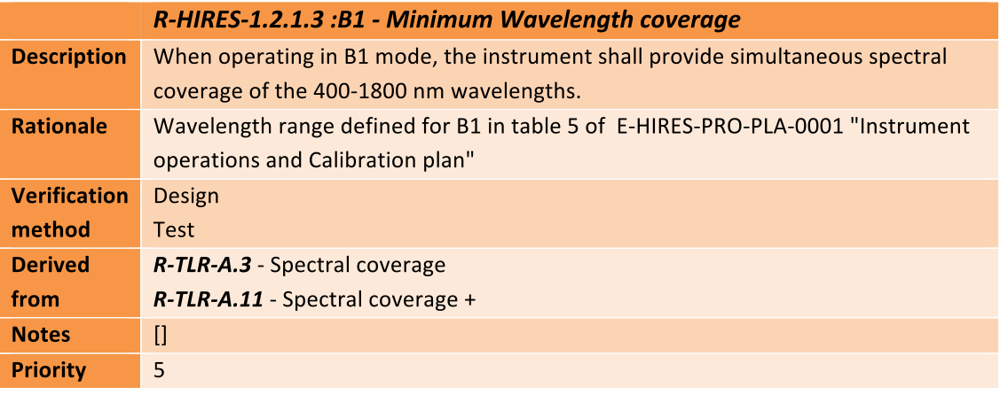 R-HIRES-1.2.1.3 :B1 - Minimum Wavelength coverage
Description When operating in B1 mode, the instrument shall provide simultaneous spectral
coverage of the 400-1800 nm wavelengths.
Rationale Wavelength range defined for B1 in table 5 of  E-HIRES-PRO-PLA-0001 "Instrument
operations and Calibration plan"
Verification Design
method Test
Derived R-TLR-A.3 - Spectral coverage
from R-TLR-A.11 - Spectral coverage +
Notes []
Priority 5